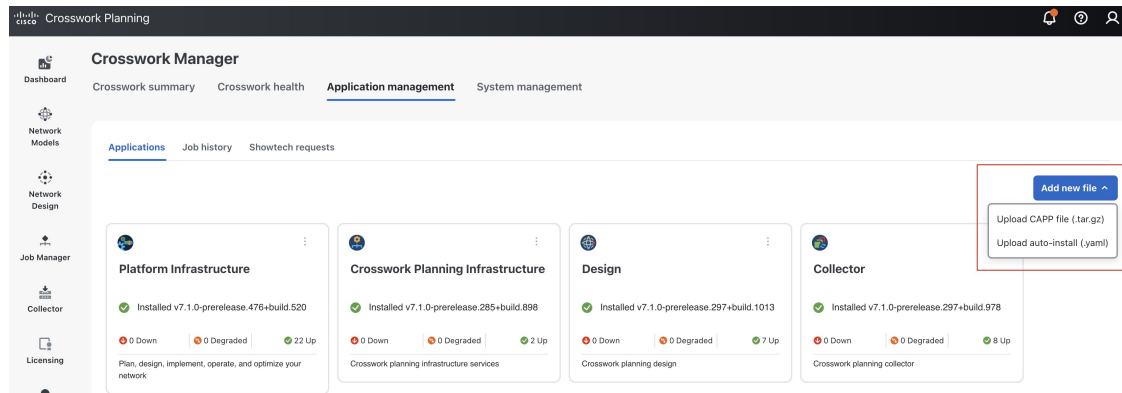 cisco Crosswork Planning
Dashboard
Network
Models
Network
Design
Job Manager
Collector
Licensing
Crosswork Manager
Crosswork summary Crosswork health Application management System management
Applications Job history Showtech requests
Add new file
Upload CAPP file (.tar.gz)
Upload auto-install (.yaml)
Platform Infrastructure
Installed v7.1.0-prerelease.476+build.520
0 Down 0 Degraded 22 Up
Plan, design, implement, operate, and optimize your
network
Crosswork Planning Infrastructure
Installed v7.1.0-prerelease.285+build.898
0 Down 0 Degraded 2 Up
Crosswork planning infrastructure services
Design
Installed v7.1.0-prerelease.297+build.1013
0 Down 0 Degraded 7 Up
Crosswork planning design
Collector
Installed v7.1.0-prerelease.297+build.978
0 Down 0 Degraded 8 Up
Crosswork planning collector